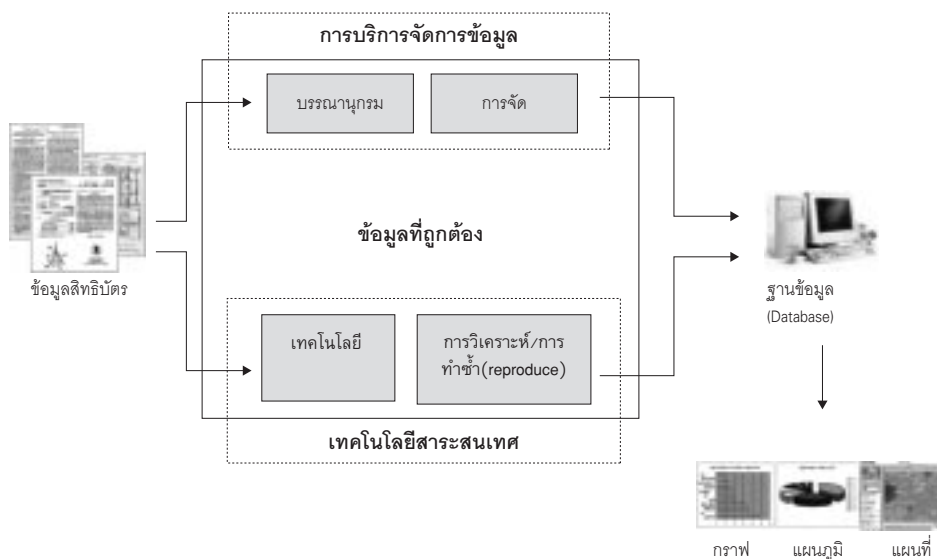 การบริการจัดการข้อมูล
บรรณานุกรม
การจัด
ข้อมูลที่ถูกต้อง
ข้อมูลสิทธิบัตร
ฐานข้อมูล
(Database)
เทคโนโลยี
การวิเคราะห์/การ
ทำซ้ำ(reproduce)
เทคโนโลยีสาระสนเทศ
กราฟ
แผนภูมิ
แผนที่